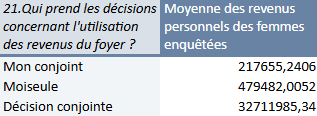 21.Qui prend les décisions Moyenne des revenus
concernant l'utilisation personnels des femmes
des revenus du foyer ? enquêtées
Mon conjoint 217655,2406
Moiseule 479482,0052
Décision conjointe 32711985,34